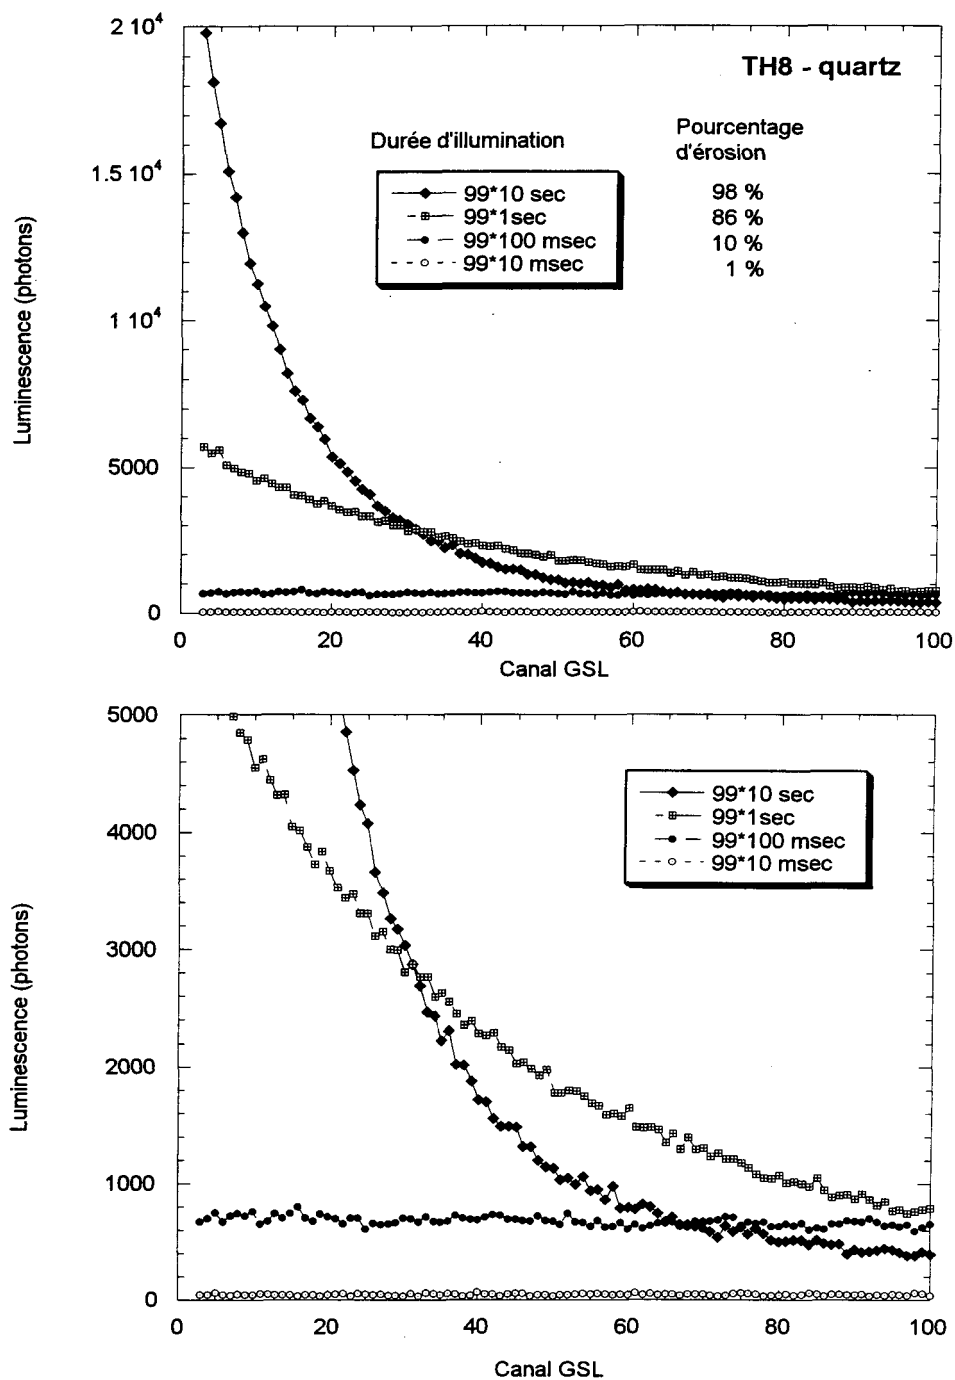 TH8 - quartz
Durée d'illumination
Pourcentage
d'érosion
99*10 sec 98 %
99*1sec 86 %
99*100 msec 10 %
99*10 msec 1 %
Luminescence (photons)
2 10⁴
1.5 10⁴
1 10⁴
5000
0
0 20 40 60 80 100
Canal GSL
99*10 sec
99*1sec
99*100 msec
99*10 msec
Luminescence (photons)
5000
4000
3000
2000
1000
0
0 20 40 60 80 100
Canal GSL